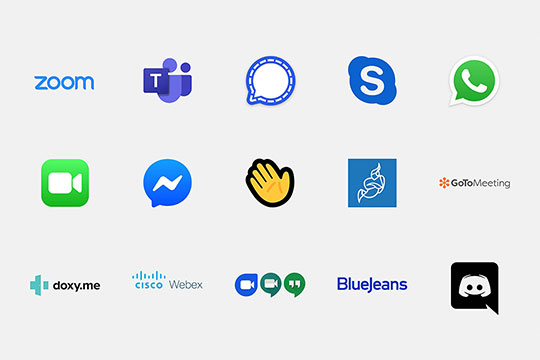 zoom
T
S
GoToMeeting
doxy.me
CISCO Webex
BlueJeans